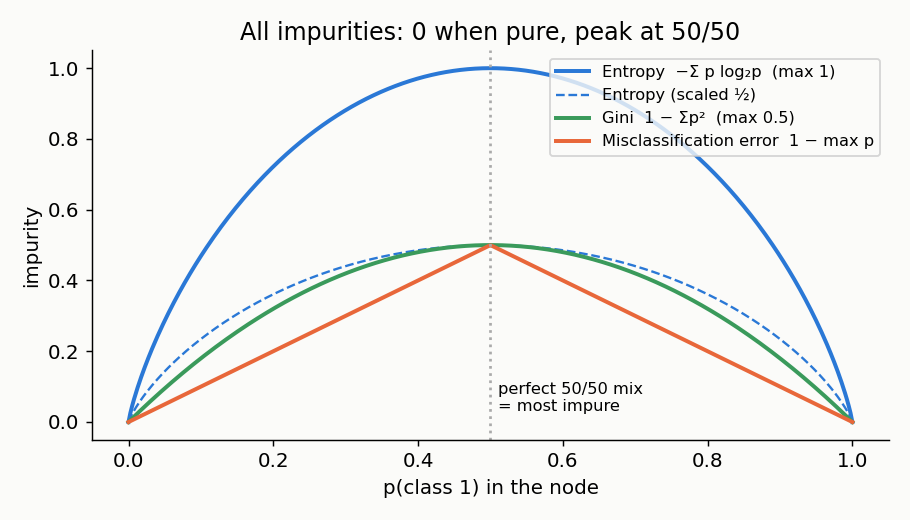 All impurities: 0 when pure, peak at 50/50
Entropy  −Σ p log₂p  (max 1)
Entropy (scaled ½)
Gini  1 − Σp²  (max 0.5)
Misclassification error  1 − max p
impurity
1.0
0.8
0.6
0.4
0.2
0.0
perfect 50/50 mix
= most impure
0.0 0.2 0.4 0.6 0.8 1.0
p(class 1) in the node